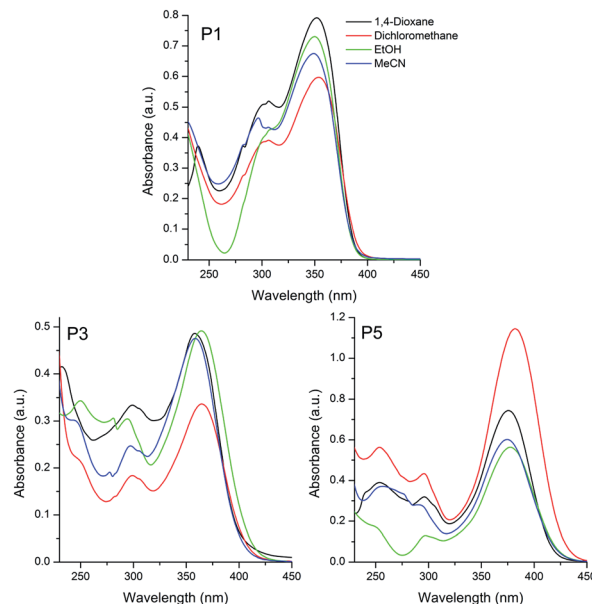 P1
1,4-Dioxane
Dichloromethane
EtOH
MeCN
Absorbance (a.u.)
0.8
0.7
0.6
0.5
0.4
0.3
0.2
0.1
0.0
250 300 350 400 450
Wavelength (nm)
P3
Absorbance (a.u.)
0.5
0.4
0.3
0.2
0.1
0.0
250 300 350 400 450
Wavelength (nm)
P5
Absorbance (a.u.)
1.2
1.0
0.8
0.6
0.4
0.2
0.0
250 300 350 400 450
Wavelength (nm)